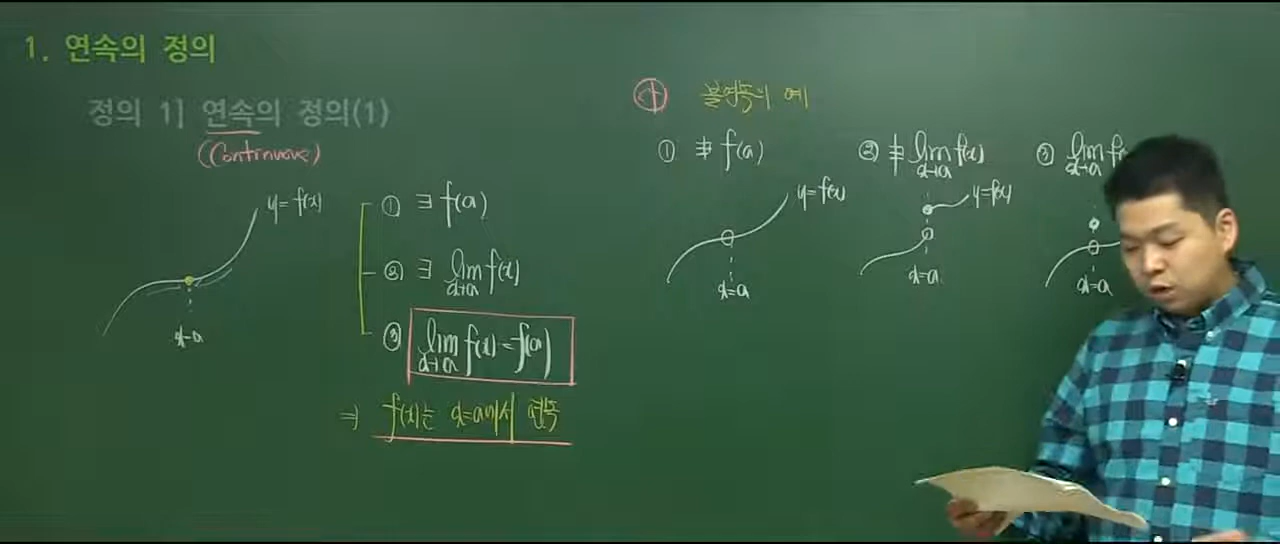 1. 연속의 정의
정의 1] 연속의 정의(1)
(Continuous)
y=f(x)
x=a
① ∃ f(a)
② ∃ lim f(x)
x→a
③ lim f(x)=f(a)
x→a
⇒ f(x)는 x=a에서 연속
불연속의 예
① ∄ f(a)
y=f(x)
x=a
② ∄ lim f(x)
x→a
y=f(x)
x=a
③ lim
x→a
x=a